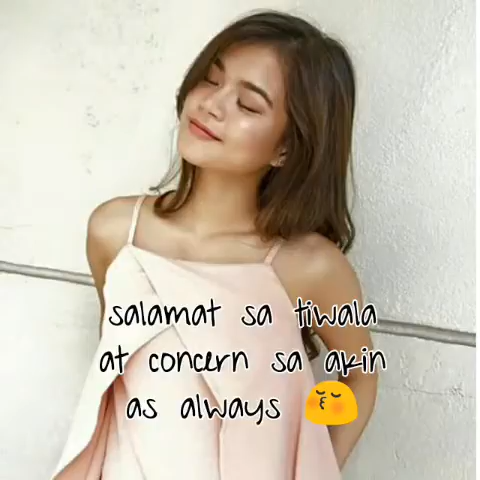 salamat sa tiwala
at concern sa akin
as always 😚